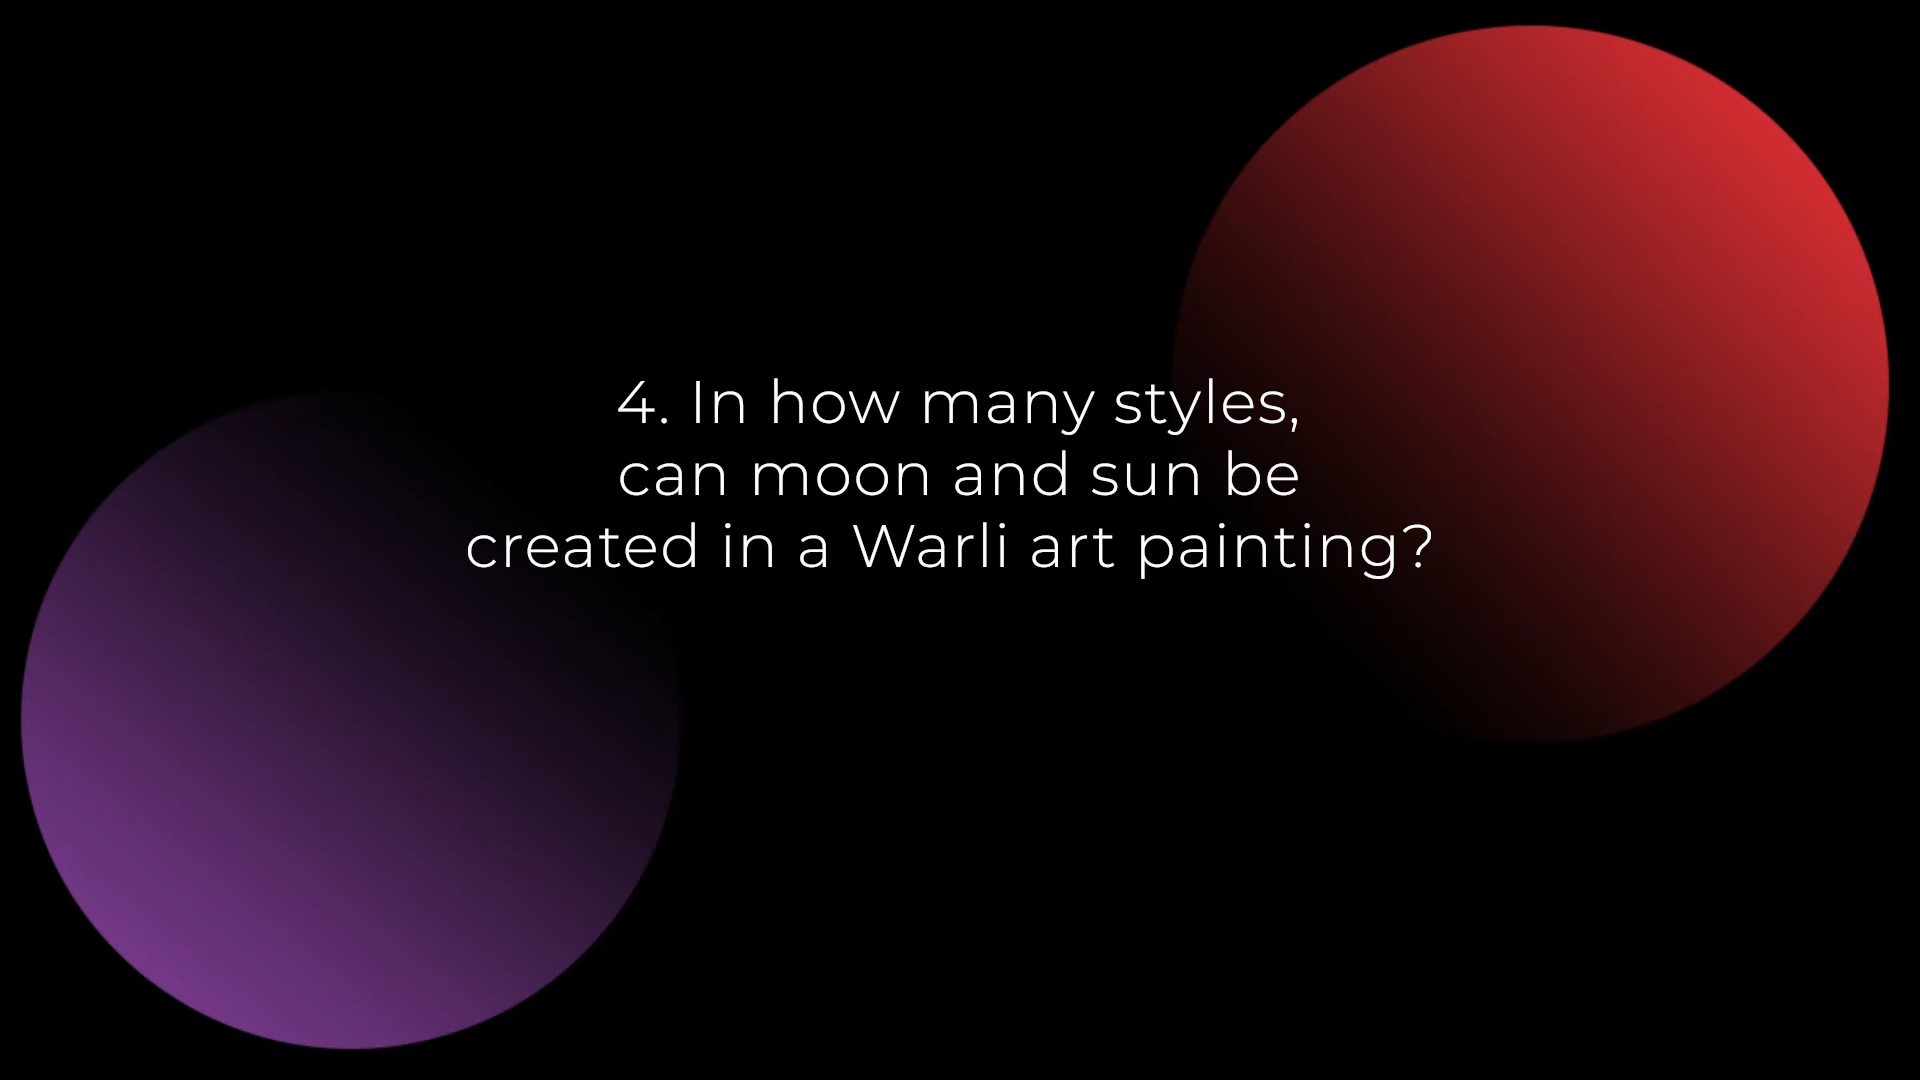 4. In how many styles,
can moon and sun be
created in a Warli art painting?